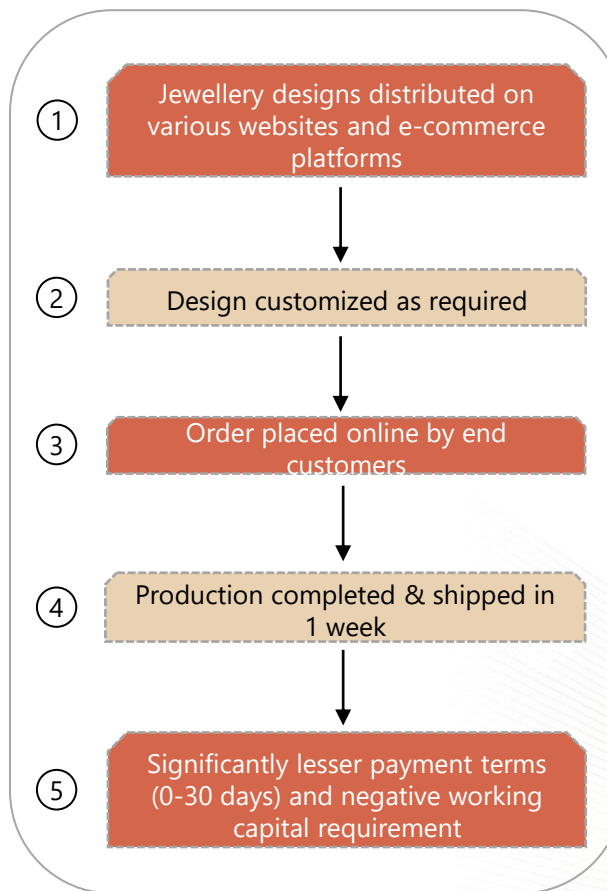 1
Jewellery designs distributed on
various websites and e-commerce
platforms
2
Design customized as required
3
Order placed online by end
customers
4
Production completed & shipped in
1 week
5
Significantly lesser payment terms
(0-30 days) and negative working
capital requirement